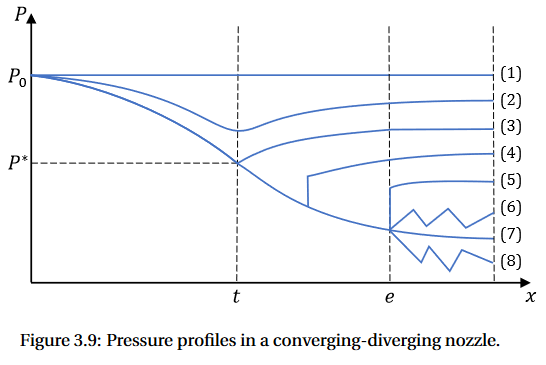 P
P₀
(1)
(2)
(3)
(4)
P*
(5)
(6)
(7)
(8)
t
e
x
Figure 3.9: Pressure profiles in a converging-diverging nozzle.